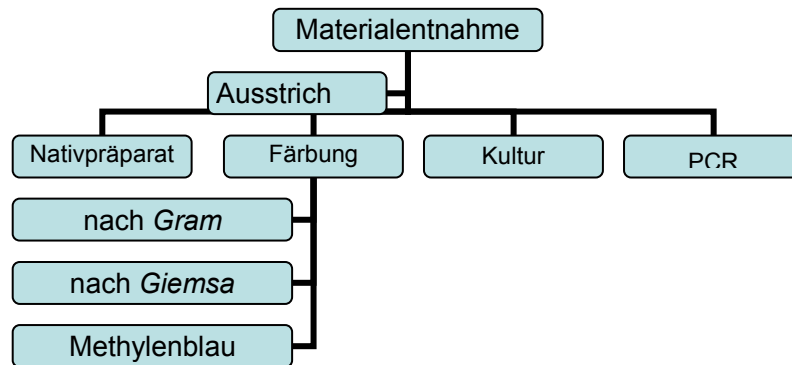 Materialentnahme
Ausstrich
Nativpräparat
Färbung
Kultur
PCR
nach Gram
nach Giemsa
Methylenblau